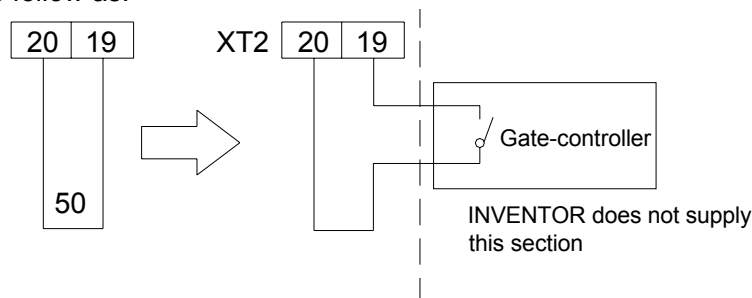 follow as:
20 19
XT2 20 19
Gate-controller
50
INVENTOR does not supply
this section